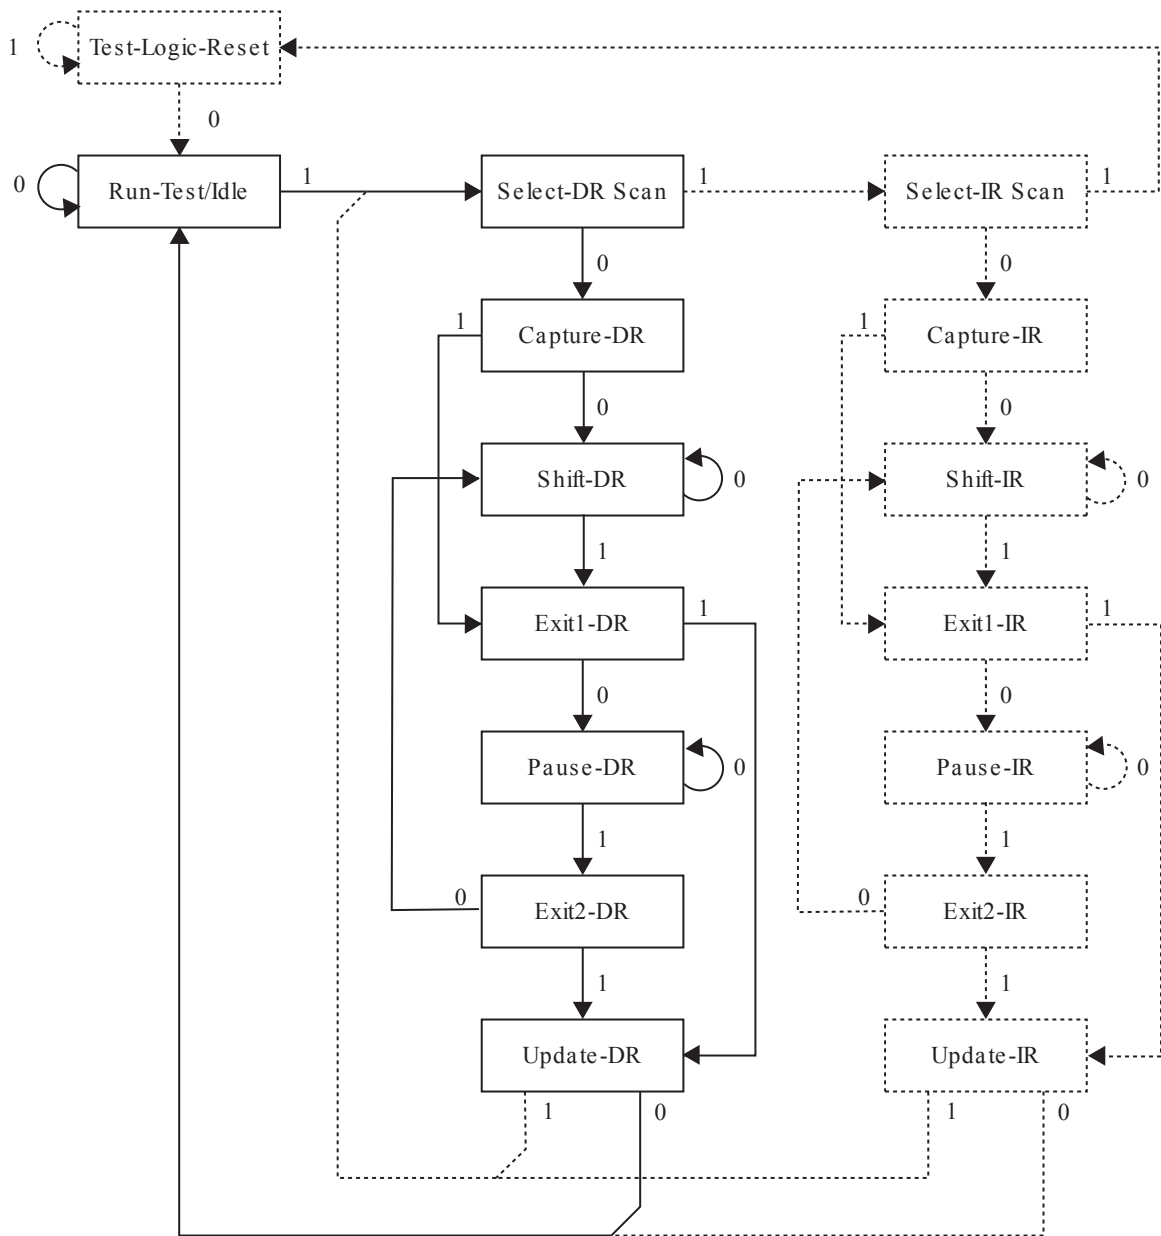 1
Test-Logic-Reset
0
0
Run-Test/Idle
1
Select-DR Scan
1
Select-IR Scan
1
0
0
1
Capture-DR
1
Capture-IR
0
0
Shift-DR
0
Shift-IR
0
1
1
Exit1-DR
1
Exit1-IR
1
0
0
Pause-DR
0
Pause-IR
0
1
1
0
Exit2-DR
0
Exit2-IR
1
1
Update-DR
Update-IR
1
0
1
0